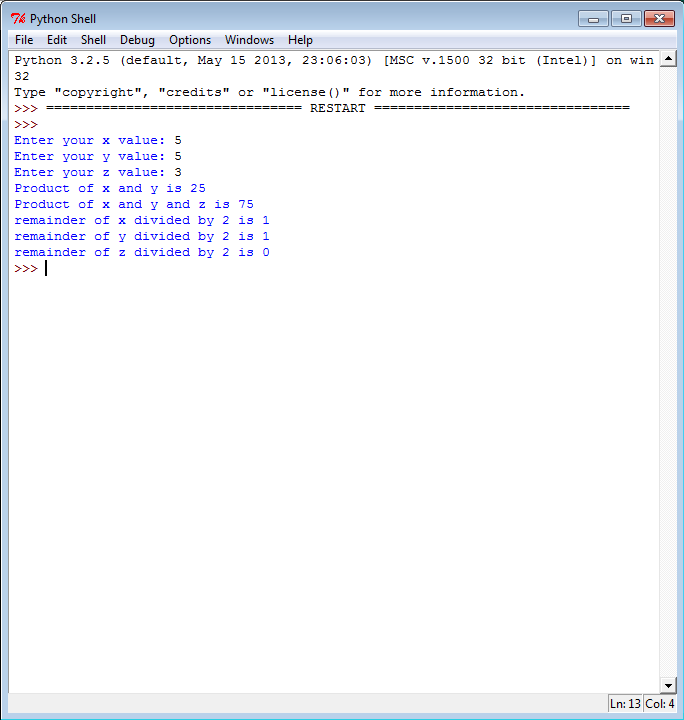 Python Shell
File Edit Shell Debug Options Windows Help
Python 3.2.5 (default, May 15 2013, 23:06:03) [MSC v.1500 32 bit (Intel)] on win
32
Type "copyright", "credits" or "license()" for more information.
>>> ================================ RESTART ================================
>>>
Enter your x value: 5
Enter your y value: 5
Enter your z value: 3
Product of x and y is 25
Product of x and y and z is 75
remainder of x divided by 2 is 1
remainder of y divided by 2 is 1
remainder of z divided by 2 is 0
>>>
Ln: 13 Col: 4